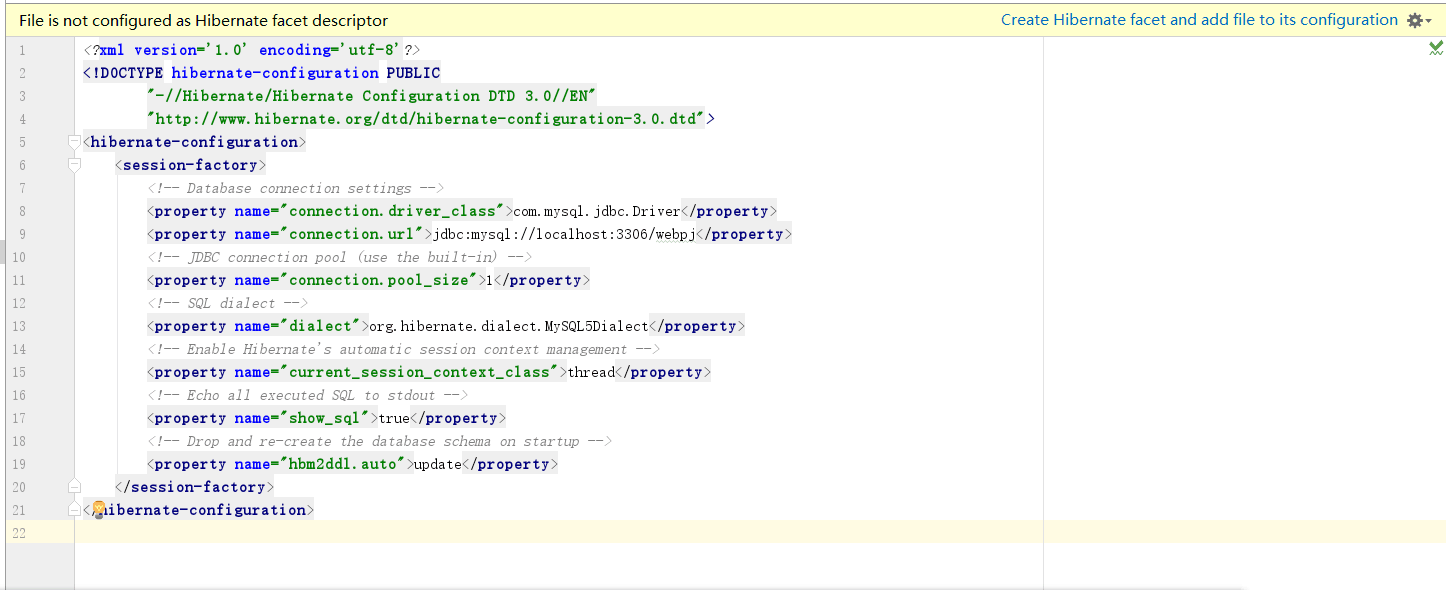 File is not configured as Hibernate facet descriptor Create Hibernate facet and add file to its configuration
1 <?xml version='1.0' encoding='utf-8'?>
2 <!DOCTYPE hibernate-configuration PUBLIC
3 "-//Hibernate/Hibernate Configuration DTD 3.0//EN"
4 "http://www.hibernate.org/dtd/hibernate-configuration-3.0.dtd">
5 <hibernate-configuration>
6 <session-factory>
7 <!-- Database connection settings -->
8 <property name="connection.driver_class">com.mysql.jdbc.Driver</property>
9 <property name="connection.url">jdbc:mysql://localhost:3306/webpj</property>
10 <!-- JDBC connection pool (use the built-in) -->
11 <property name="connection.pool_size">1</property>
12 <!-- SQL dialect -->
13 <property name="dialect">org.hibernate.dialect.MySQL5Dialect</property>
14 <!-- Enable Hibernate's automatic session context management -->
15 <property name="current_session_context_class">thread</property>
16 <!-- Echo all executed SQL to stdout -->
17 <property name="show_sql">true</property>
18 <!-- Drop and re-create the database schema on startup -->
19 <property name="hbm2ddl.auto">update</property>
20 </session-factory>
21 </hibernate-configuration>
22